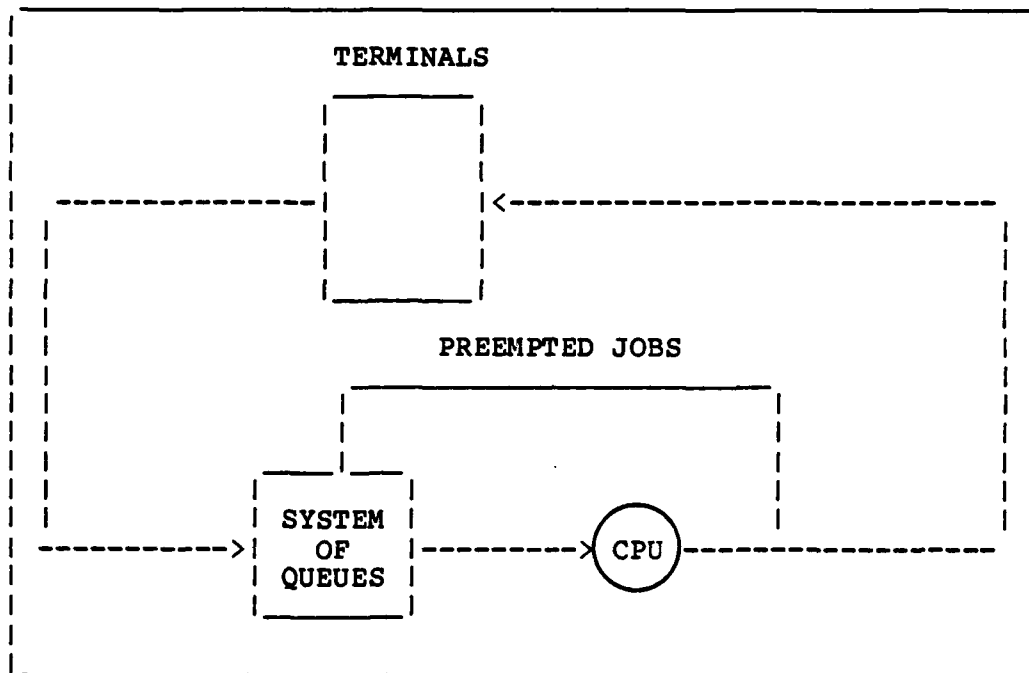 TERMINALS
PREEMPTED JOBS
SYSTEM
OF
QUEUES
CPU